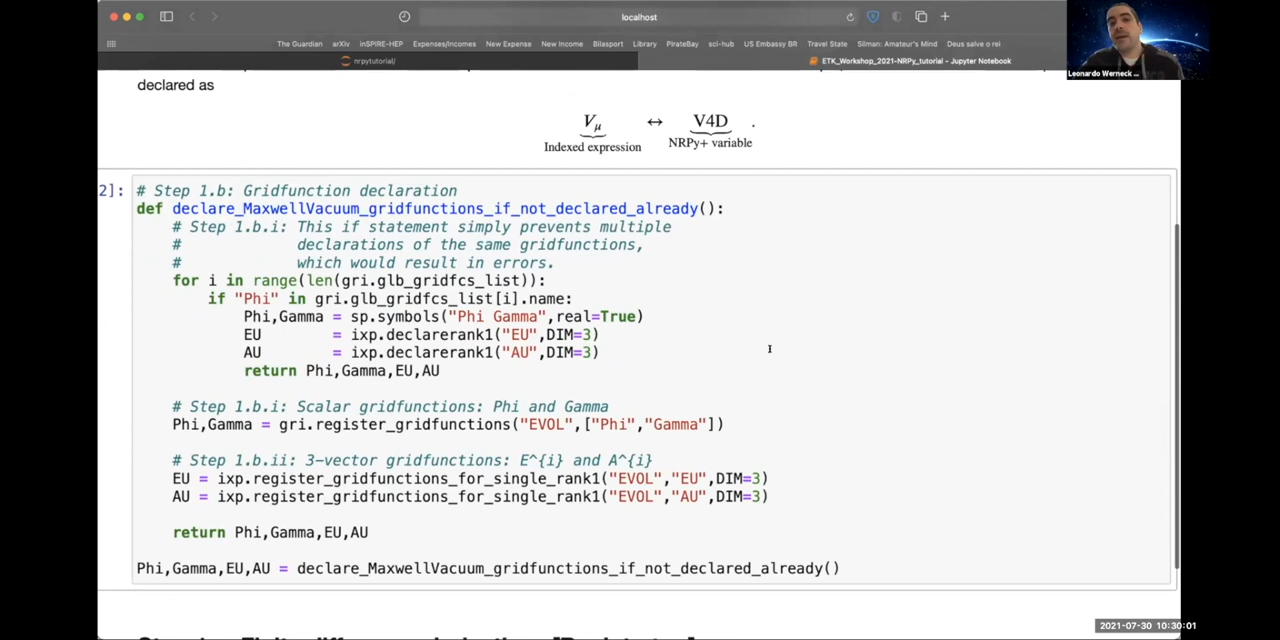 localhost
The Guardian arXiv inSPIRE-HEP Expenses/Incomes New Expense New Income Bilasport Library PirateBay sci-hub US Embassy BR Travel State Silman: Amateur's Mind Deus salve o rei
nrpytutorial/ ETK_Workshop_2021-NRPy_tutorial - Jupyter Notebook
Leonardo Werneck ...
declared as
Vμ ↔ V4D .
Indexed expression NRPy+ variable
2]: # Step 1.b: Gridfunction declaration
def declare_MaxwellVacuum_gridfunctions_if_not_declared_already():
# Step 1.b.i: This if statement simply prevents multiple
# declarations of the same gridfunctions,
# which would result in errors.
for i in range(len(gri.glb_gridfcs_list)):
if "Phi" in gri.glb_gridfcs_list[i].name:
Phi,Gamma = sp.symbols("Phi Gamma",real=True)
EU = ixp.declarerank1("EU",DIM=3)
AU = ixp.declarerank1("AU",DIM=3)
return Phi,Gamma,EU,AU
# Step 1.b.i: Scalar gridfunctions: Phi and Gamma
Phi,Gamma = gri.register_gridfunctions("EVOL",["Phi","Gamma"])
# Step 1.b.ii: 3-vector gridfunctions: E^{i} and A^{i}
EU = ixp.register_gridfunctions_for_single_rank1("EVOL","EU",DIM=3)
AU = ixp.register_gridfunctions_for_single_rank1("EVOL","AU",DIM=3)
return Phi,Gamma,EU,AU
Phi,Gamma,EU,AU = declare_MaxwellVacuum_gridfunctions_if_not_declared_already()
2021-07-30 10:30:01